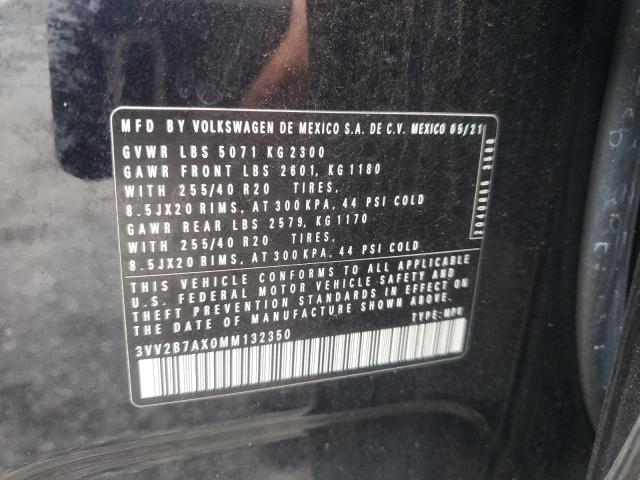 MFD BY VOLKSWAGEN DE MEXICO S.A. DE C.V. MEXICO 05/21
GVWR LBS 5071 KG 2300
GAWR FRONT LBS 2601, KG 1180
WITH 255/40 R20 TIRES,
8.5JX20 RIMS, AT 300 KPA, 44 PSI COLD
GAWR REAR LBS 2579, KG 1170
WITH 255/40 R20 TIRES,
8.5JX20 RIMS, AT 300 KPA, 44 PSI COLD
THIS VEHICLE CONFORMS TO ALL APPLICABLE
U.S. FEDERAL MOTOR VEHICLE SAFETY AND
THEFT PREVENTION STANDARDS IN EFFECT
ON DATE OF MANUFACTURE SHOWN ABOVE.
TYPE:MPV
3VV2B7AX0MM132350